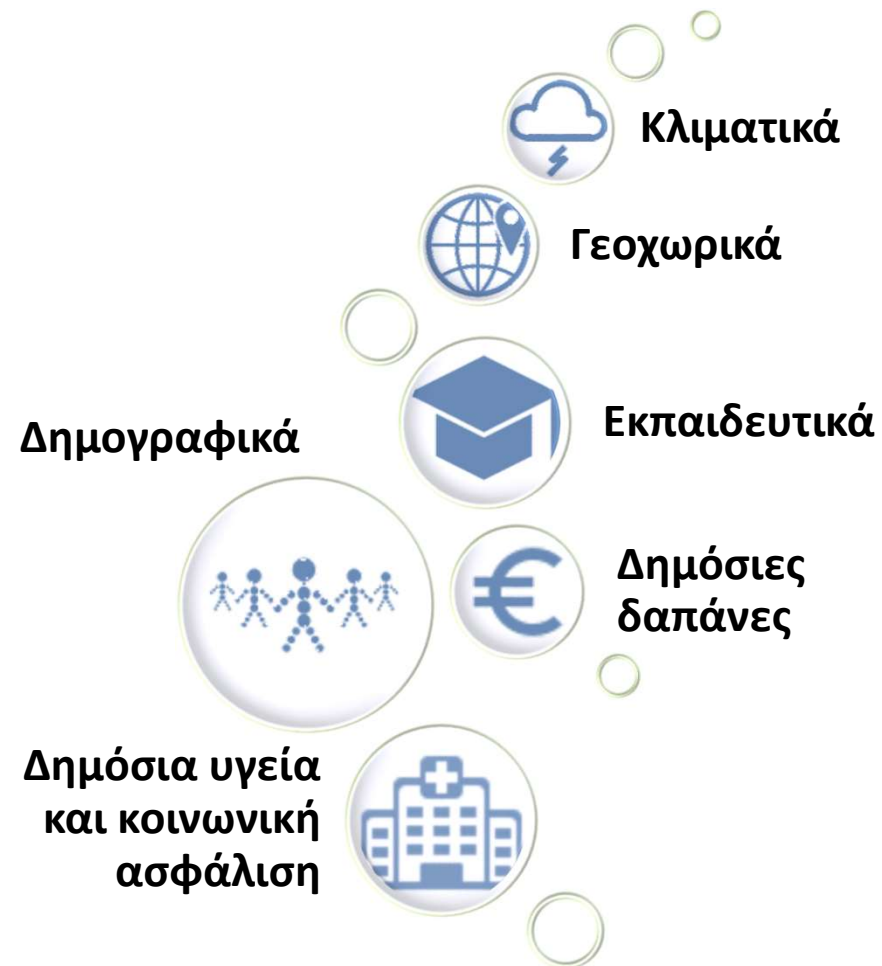 Κλιματικά
Γεοχωρικά
Εκπαιδευτικά
Δημογραφικά
Δημόσιες
δαπάνες
Δημόσια υγεία
και κοινωνική
ασφάλιση